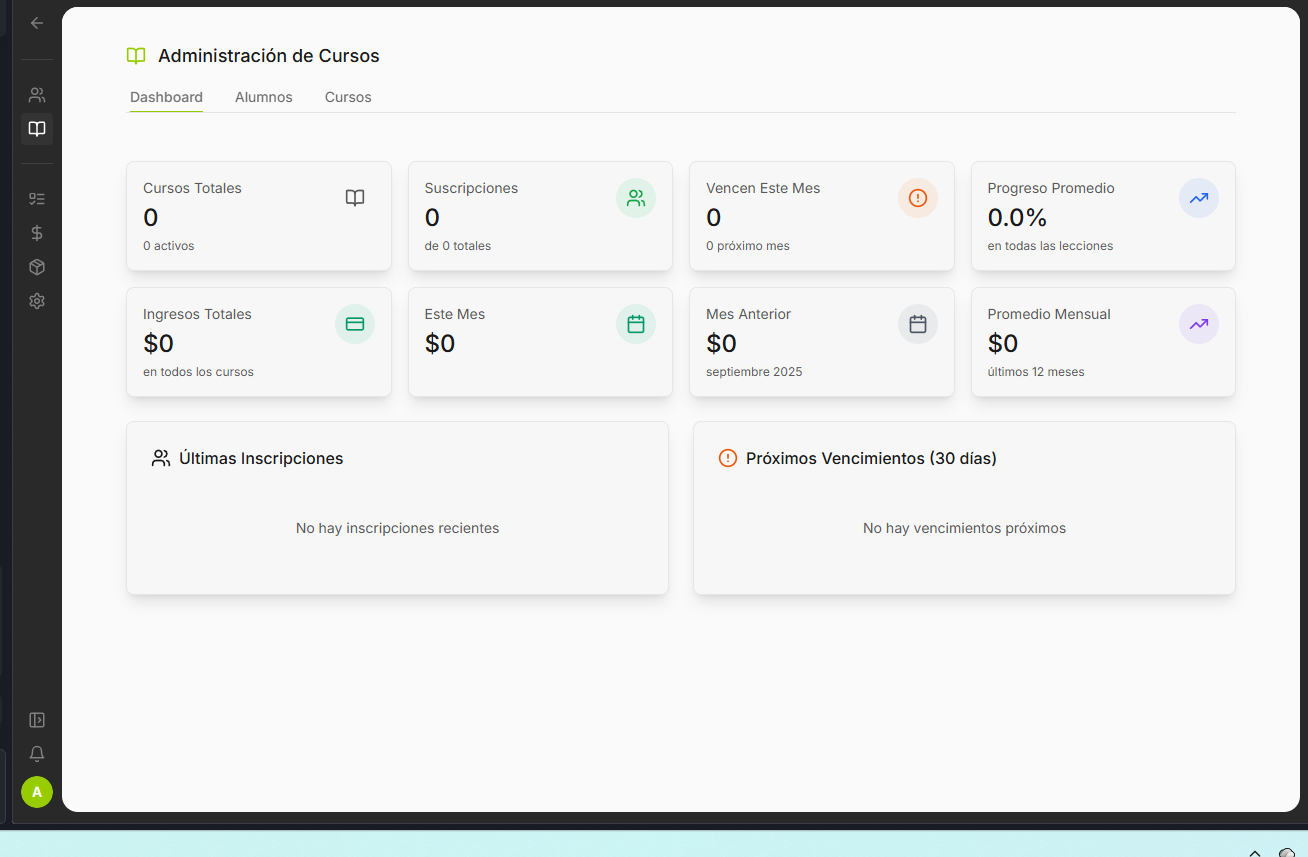 Administración de Cursos
Dashboard Alumnos Cursos
Cursos Totales
0
0 activos
Suscripciones
0
de 0 totales
Vencen Este Mes
0
0 próximo mes
Progreso Promedio
0.0%
en todas las lecciones
Ingresos Totales
$0
en todos los cursos
Este Mes
$0
Mes Anterior
$0
septiembre 2025
Promedio Mensual
$0
últimos 12 meses
Últimas Inscripciones
No hay inscripciones recientes
Próximos Vencimientos (30 días)
No hay vencimientos próximos
A